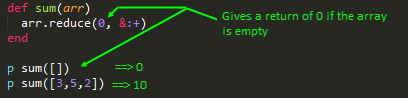 def sum(arr)
arr.reduce(0, &:+)
end
Gives a return of 0 if the array
is empty
p sum([]) ==> 0
p sum([3,5,2]) ==> 10